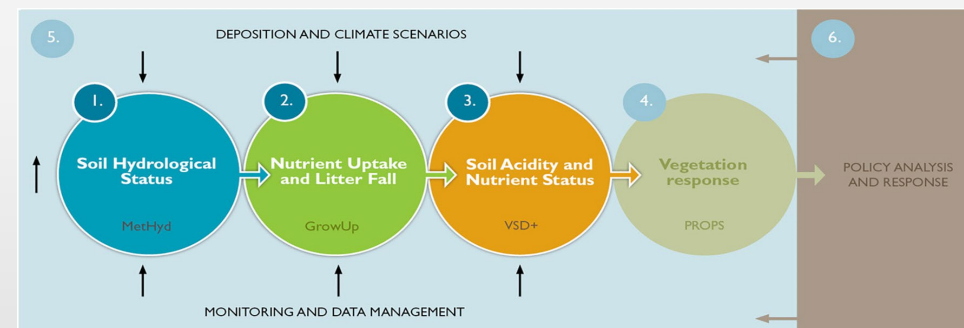 5.
DEPOSITION AND CLIMATE SCENARIOS
6.
1.
2.
3.
4.
Soil Hydrological
Status
MetHyd
Nutrient Uptake
and Litter Fall
GrowUp
Soil Acidity and
Nutrient Status
VSD+
Vegetation
response
PROPS
POLICY ANALYSIS
AND RESPONSE
MONITORING AND DATA MANAGEMENT